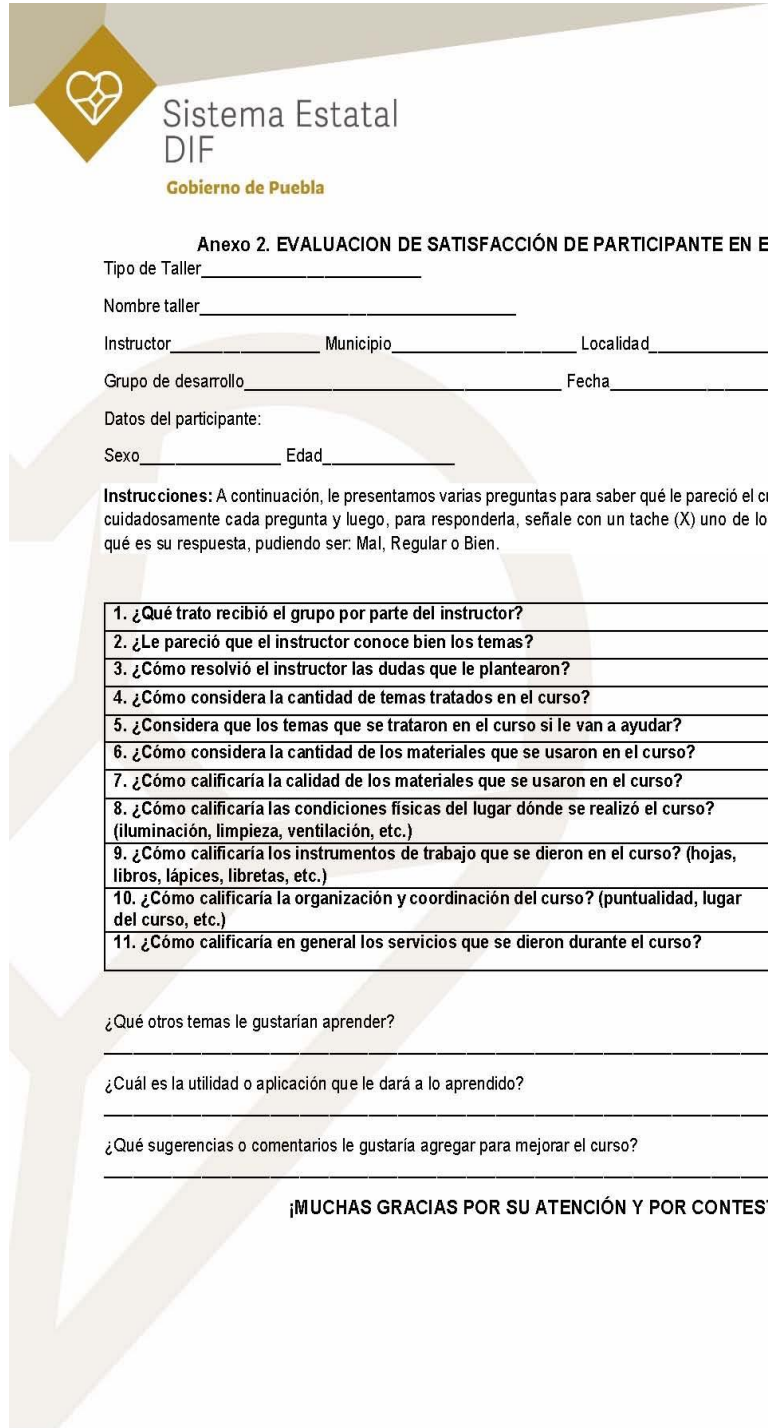 Sistema Estatal
DIF
Gobierno de Puebla
Anexo 2. EVALUACION DE SATISFACCIÓN DE PARTICIPANTE EN E
Tipo de Taller_________________________
Nombre taller____________________________________
Instructor_________________ Municipio_____________________ Localidad_____________
Grupo de desarrollo____________________________________ Fecha__________________
Datos del participante:
Sexo________________ Edad_______________
Instrucciones: A continuación, le presentamos varias preguntas para saber qué le pareció el cu
cuidadosamente cada pregunta y luego, para responderla, señale con un tache (X) uno de lo
qué es su respuesta, pudiendo ser: Mal, Regular o Bien.
1. ¿Qué trato recibió el grupo por parte del instructor?
2. ¿Le pareció que el instructor conoce bien los temas?
3. ¿Cómo resolvió el instructor las dudas que le plantearon?
4. ¿Cómo considera la cantidad de temas tratados en el curso?
5. ¿Considera que los temas que se trataron en el curso si le van a ayudar?
6. ¿Cómo considera la cantidad de los materiales que se usaron en el curso?
7. ¿Cómo calificaría la calidad de los materiales que se usaron en el curso?
8. ¿Cómo calificaría las condiciones físicas del lugar dónde se realizó el curso?
(iluminación, limpieza, ventilación, etc.)
9. ¿Cómo calificaría los instrumentos de trabajo que se dieron en el curso? (hojas,
libros, lápices, libretas, etc.)
10. ¿Cómo calificaría la organización y coordinación del curso? (puntualidad, lugar
del curso, etc.)
11. ¿Cómo calificaría en general los servicios que se dieron durante el curso?
¿Qué otros temas le gustarían aprender?
¿Cuál es la utilidad o aplicación que le dará a lo aprendido?
¿Qué sugerencias o comentarios le gustaría agregar para mejorar el curso?
¡MUCHAS GRACIAS POR SU ATENCIÓN Y POR CONTEST